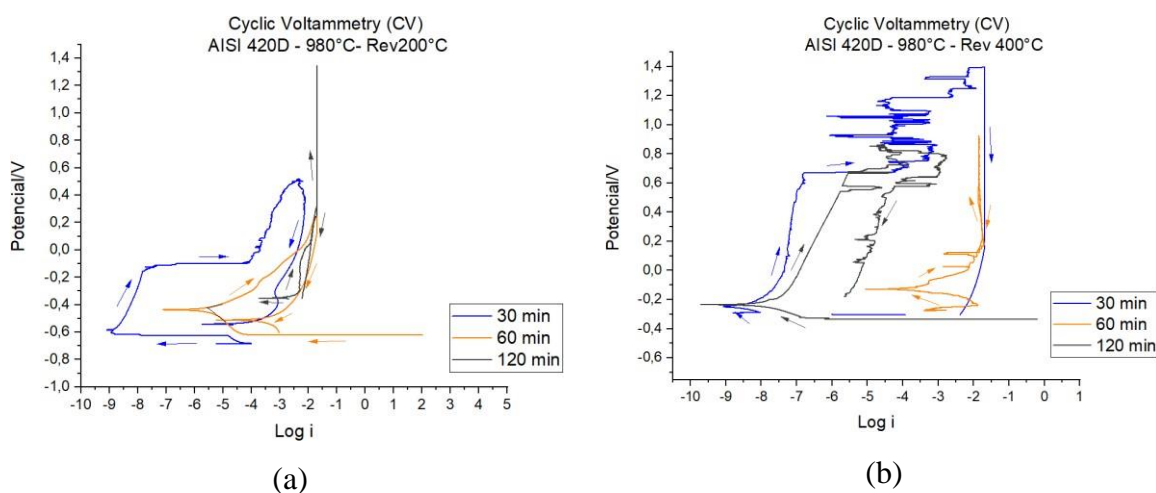 Cyclic Voltammetry (CV)
AISI 420D - 980°C- Rev200°C
1,4
1,2
1,0
0,8
0,6
0,4
0,2
0,0
-0,2
-0,4
-0,6
-0,8
-1,0
Potencial/V
-10 -9 -8 -7 -6 -5 -4 -3 -2 -1 0 1 2 3 4 5
Log i
30 min
60 min
120 min
(a)
Cyclic Voltammetry (CV)
AISI 420D - 980°C - Rev 400°C
1,4
1,2
1,0
0,8
0,6
0,4
0,2
0,0
-0,2
-0,4
0,6
-0,8
Potencial/V
-10 -9 -8 -7 -6 -5 -4 -3 -2 -1 0 1
Log i
30 min
60 min
120 min
(b)